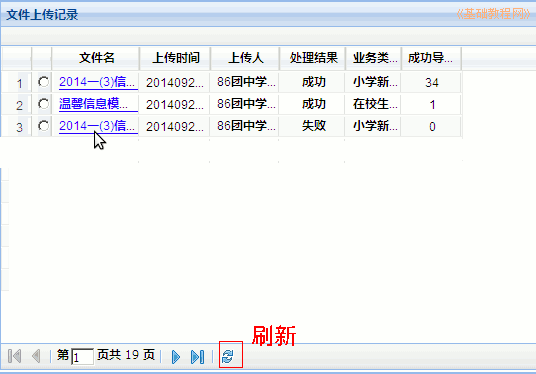 文件上传记录 《基础教程网》
文件名 上传时间 上传人 处理结果 业务类... 成功导...
1 2014一(3)信... 2014092... 86团中学... 成功 小学新... 34
2 温馨信息模... 2014092... 86团中学... 成功 在校生... 1
3 2014一(3)信... 2014092... 86团中学... 失败 小学新... 0
刷新
第 1 页共 19 页